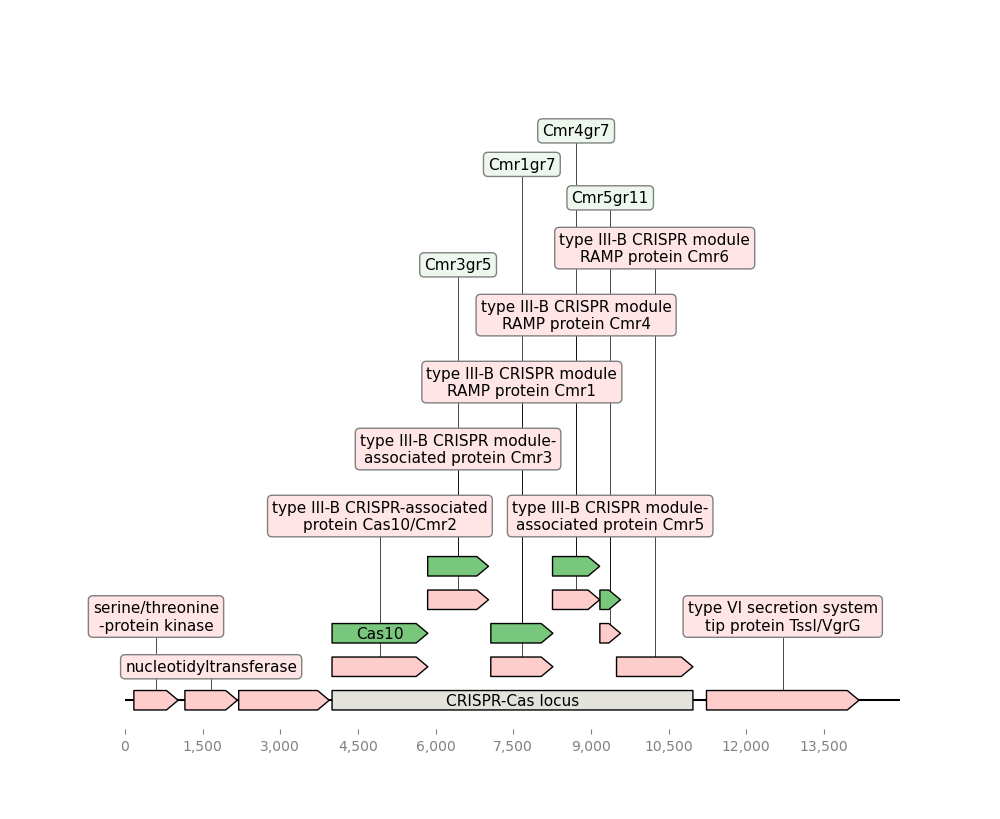 Cmr4gr7
Cmr1gr7
Cmr5gr11
type III-B CRISPR module
RAMP protein Cmr6
Cmr3gr5
type III-B CRISPR module
RAMP protein Cmr4
type III-B CRISPR module
RAMP protein Cmr1
type III-B CRISPR module-
associated protein Cmr3
type III-B CRISPR-associated
protein Cas10/Cmr2
type III-B CRISPR module-
associated protein Cmr5
serine/threonine
-protein kinase
type VI secretion system
tip protein TssI/VgrG
Cas10
nucleotidyltransferase
CRISPR-Cas locus
0 1,500 3,000 4,500 6,000 7,500 9,000 10,500 12,000 13,500